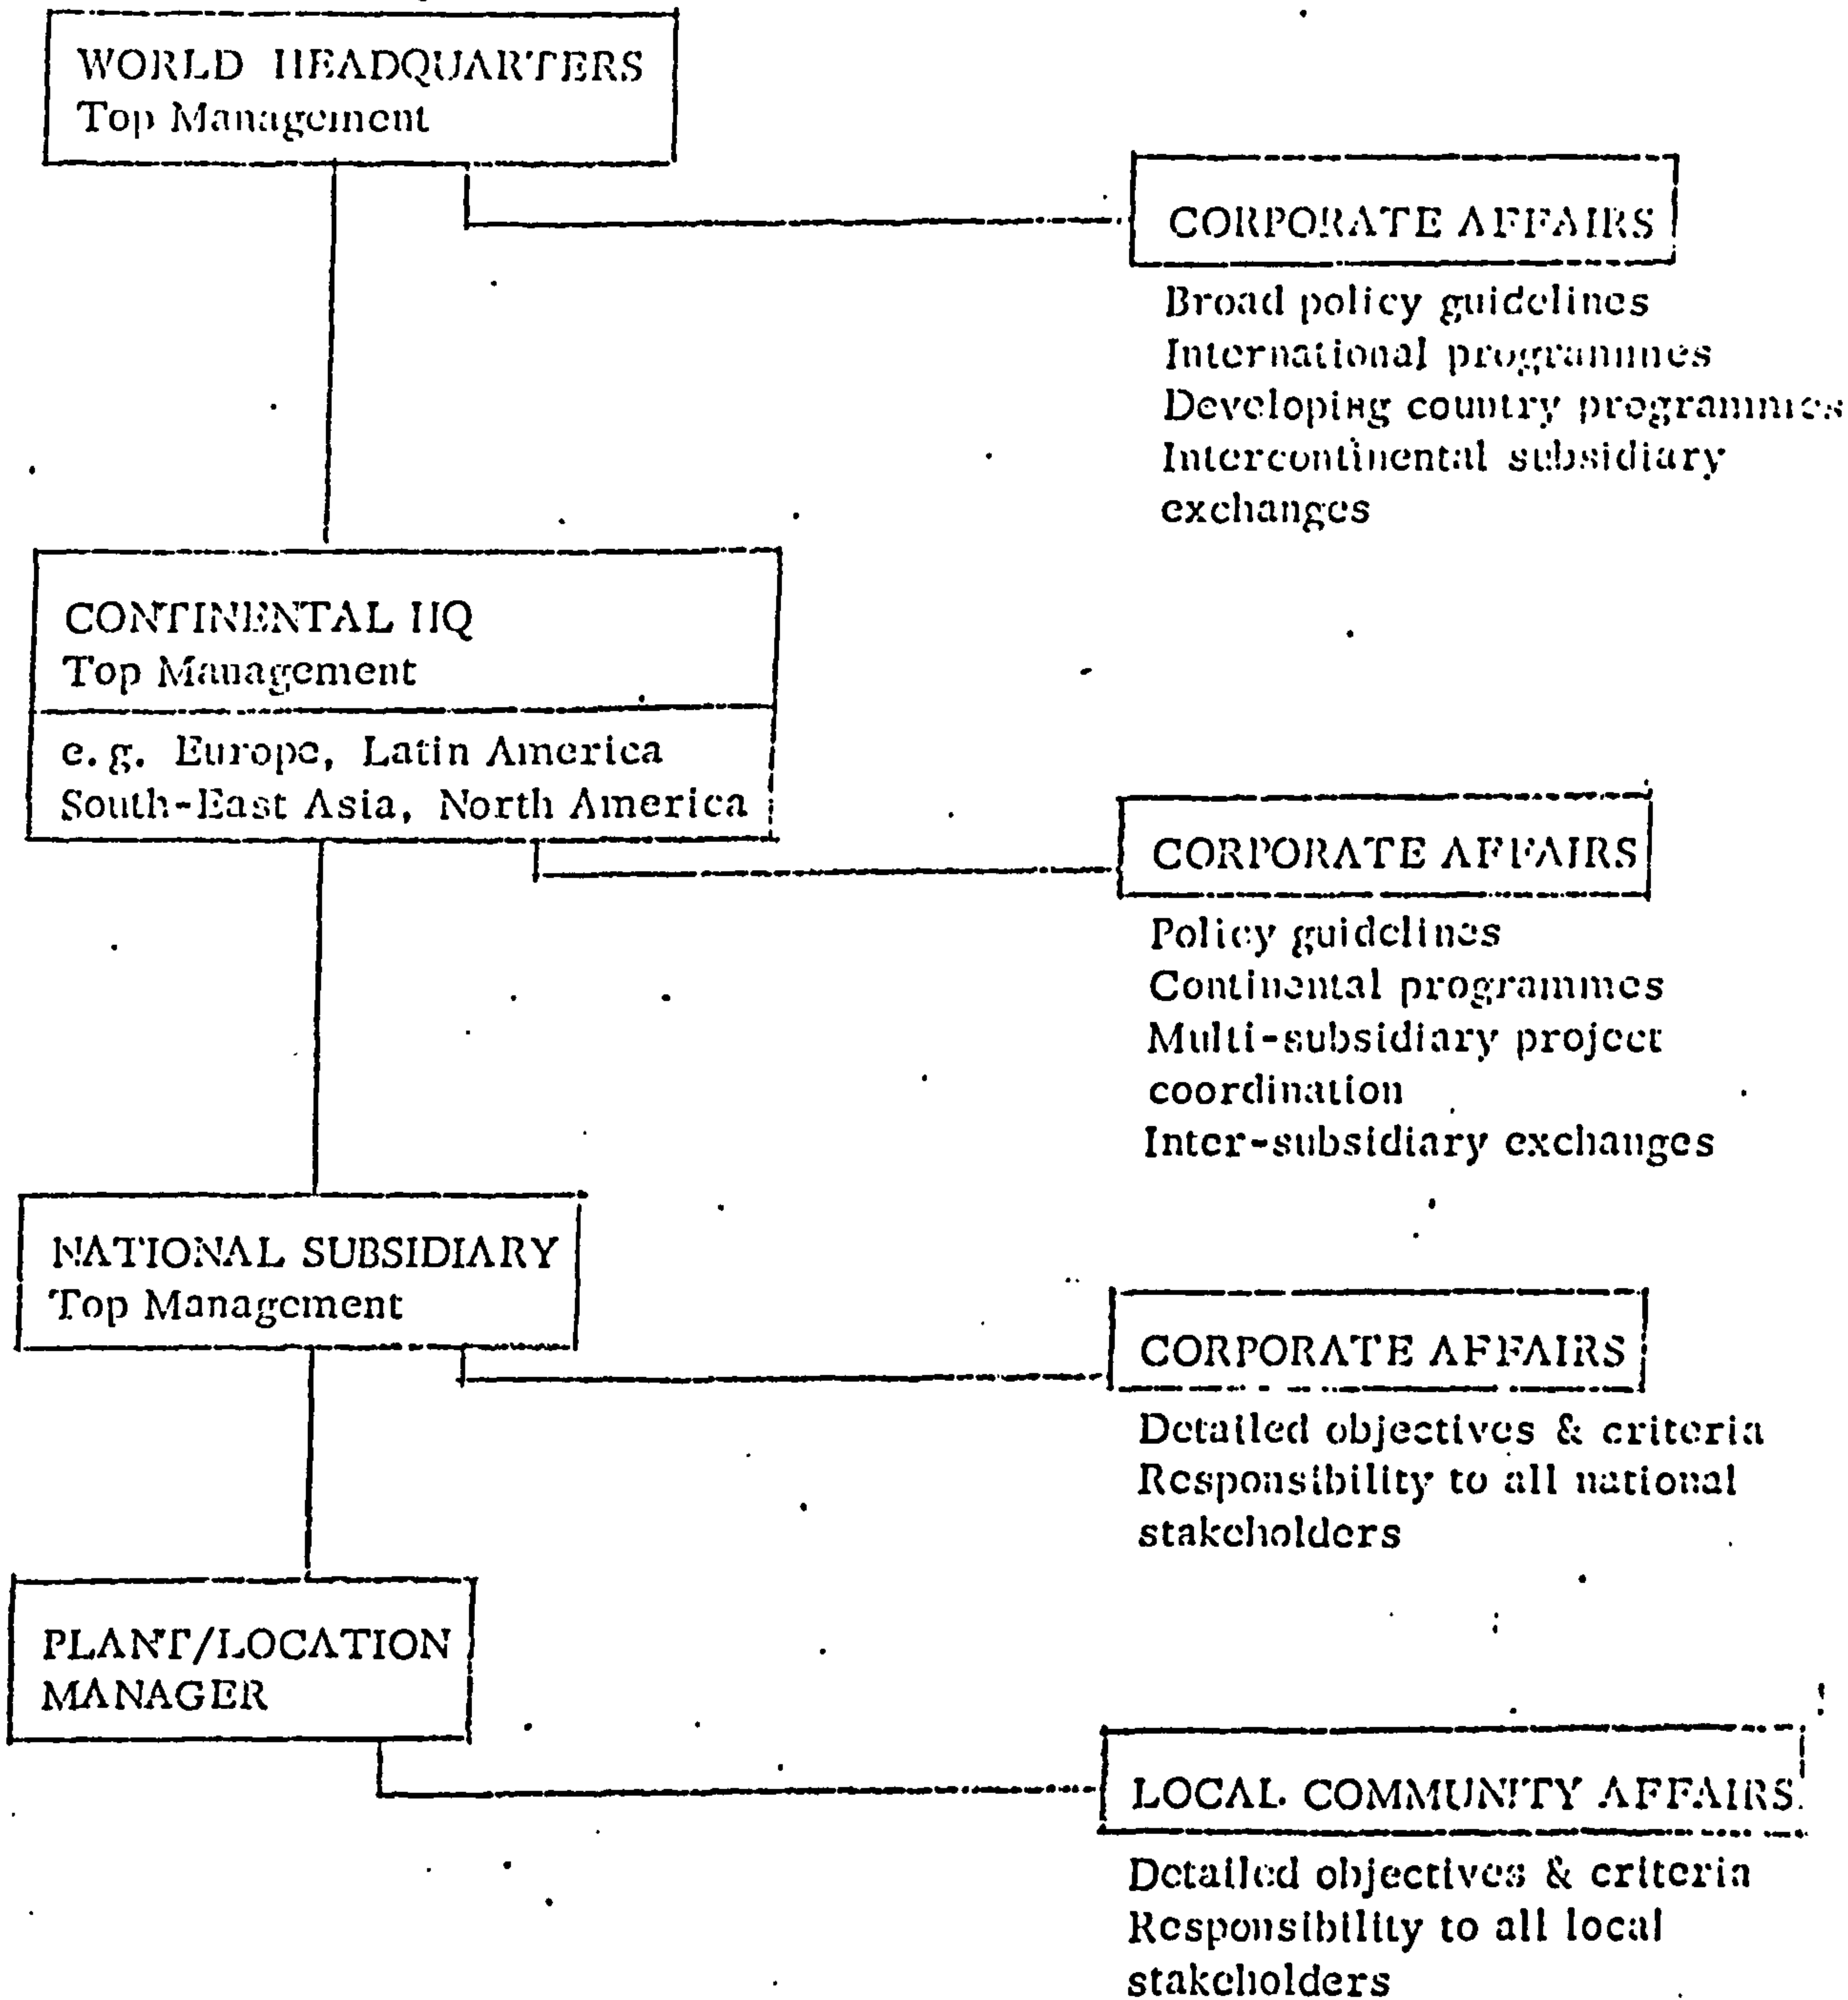 WORLD HEADQUARTERS
Top Management
CORPORATE AFFAIRS
Broad policy guidelines
International programmes
Developing country programmes
Intercontinental subsidiary
exchanges
CONTINENTAL HQ
Top Management
e.g. Europe, Latin America
South-East Asia, North America
CORPORATE AFFAIRS
Policy guidelines
Continental programmes
Multi-subsidiary project
coordination
Inter-subsidiary exchanges
NATIONAL SUBSIDIARY
Top Management
CORPORATE AFFAIRS
Detailed objectives & criteria
Responsibility to all national
stakeholders
PLANT/LOCATION
MANAGER
LOCAL COMMUNITY AFFAIRS
Detailed objectives & criteria
Responsibility to all local
stakeholders